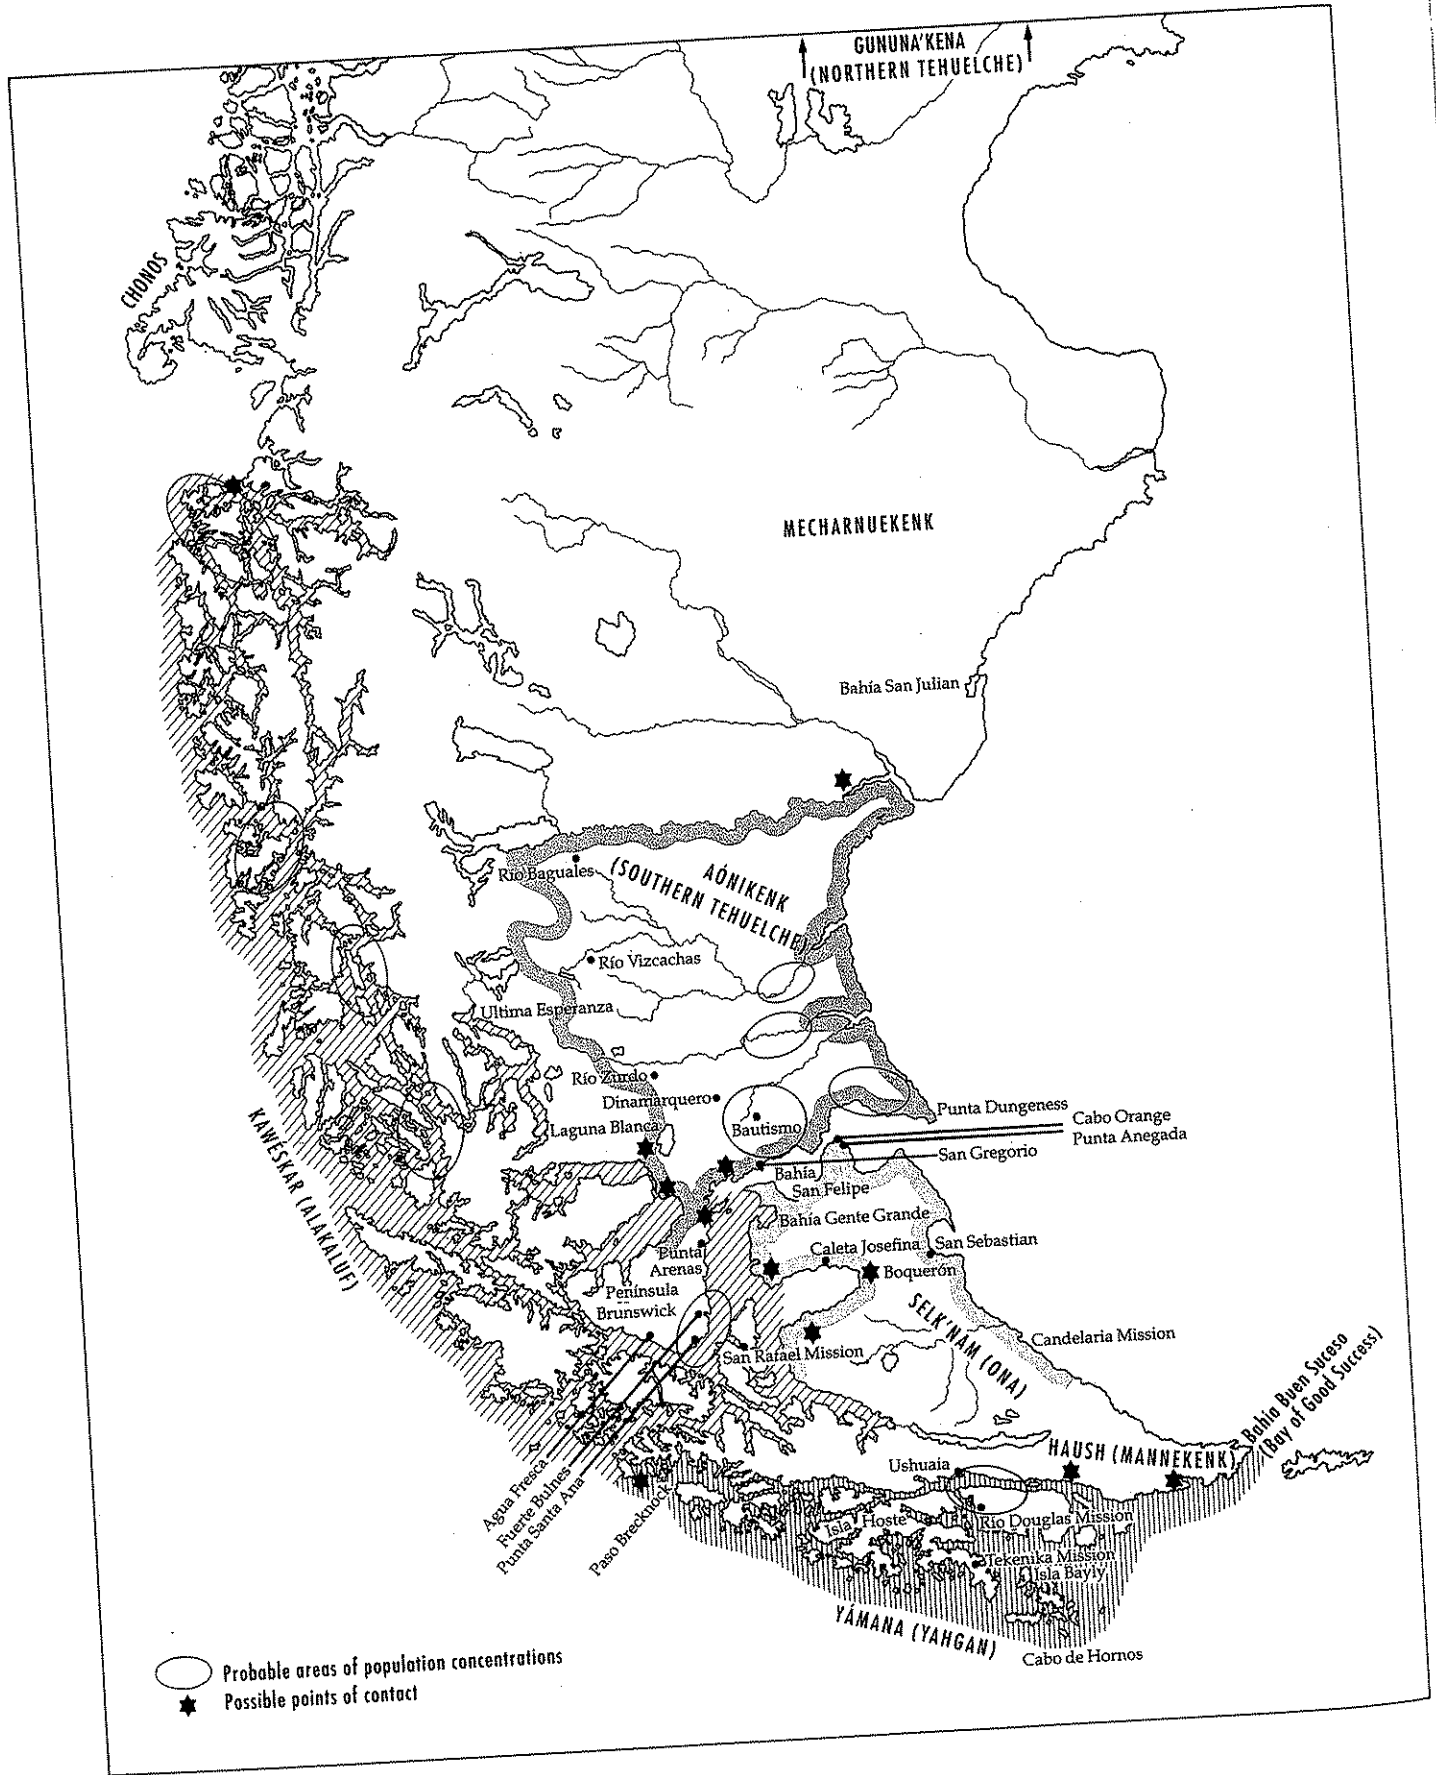 GUNUNA'KENA
(NORTHERN TEHUELCHE)
CHONOS
MECHARNUEKENK
Bahía San Julian
Río Baguales
AÓNIKENK
(SOUTHERN TEHUELCHE)
Río Vizcachas
Ultima Esperanza
Río Zurdo
Dinamarquero
Laguna Blanca
Bautismo
Punta Dungeness
Cabo Orange
Punta Anegada
San Gregorio
Bahía
San Felipe
Bahía Gente Grande
Caleta Josefina
San Sebastian
Boquerón
Punta
Arenas
Península
Brunswick
KAWÉSKAR (ALAKALUF)
SELK'NAM (ONA)
San Rafael Mission
Candelaria Mission
Bahia Buen Suceso
(Bay of Good Success)
HAUSH (MANNEKENK)
Ushuaia
Agua Fresca
Fuerte Bulnes
Punta Santa Ana
Paso Brecknock
Isla Hoste
Río Douglas Mission
Tekenika Mission
Isla Bayly
YÁMANA (YAHGAN)
Cabo de Hornos
Probable areas of population concentrations
Possible points of contact